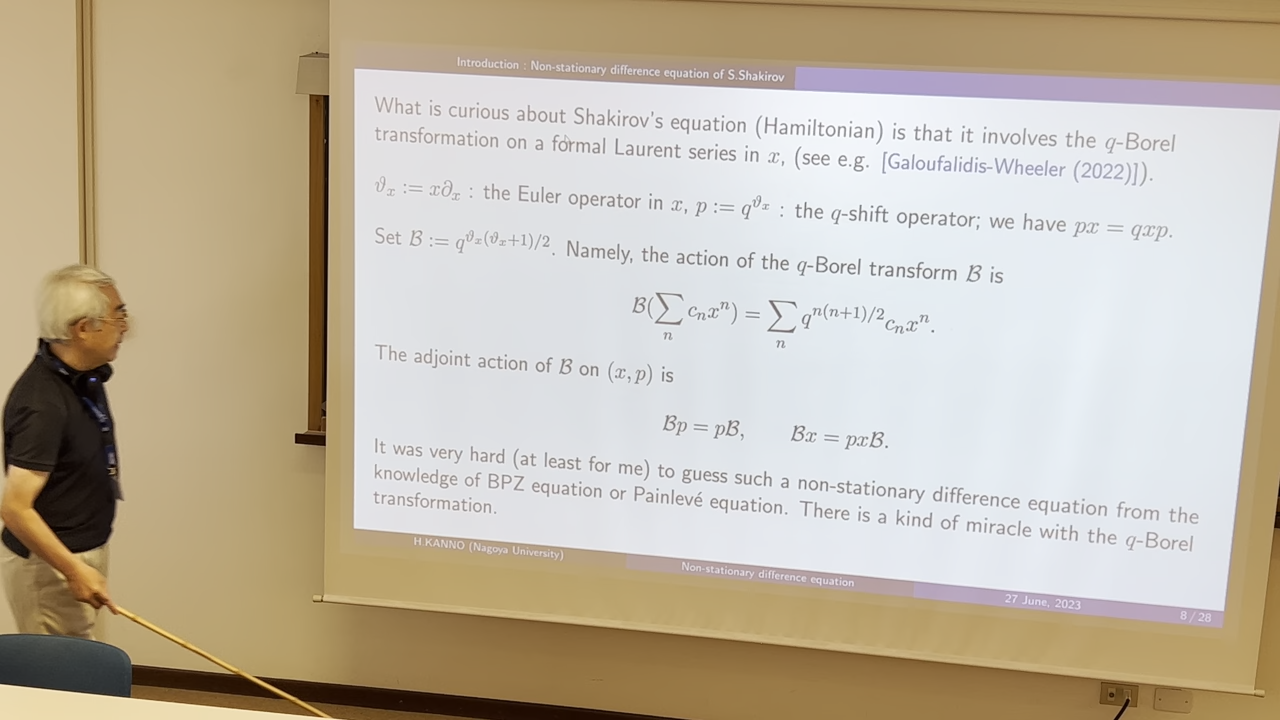 Introduction : Non-stationary difference equation of S.Shakirov
What is curious about Shakirov's equation (Hamiltonian) is that it involves the q-Borel
transformation on a formal Laurent series in x, (see e.g. [Galoufalidis-Wheeler (2022)]).
ϑₓ := x∂ₓ : the Euler operator in x, p := q^{ϑₓ} : the q-shift operator; we have px = qxp.
Set ℬ := q^{ϑₓ(ϑₓ+1)/2}. Namely, the action of the q-Borel transform ℬ is
ℬ(∑_n c_n x^n) = ∑_n q^{n(n+1)/2} c_n x^n.
The adjoint action of ℬ on (x, p) is
ℬp = pℬ, ℬx = pxℬ.
It was very hard (at least for me) to guess such a non-stationary difference equation from the
knowledge of BPZ equation or Painlevé equation. There is a kind of miracle with the q-Borel
transformation.
H.KANNO (Nagoya University)
Non-stationary difference equation
27 June, 2023
8 / 28